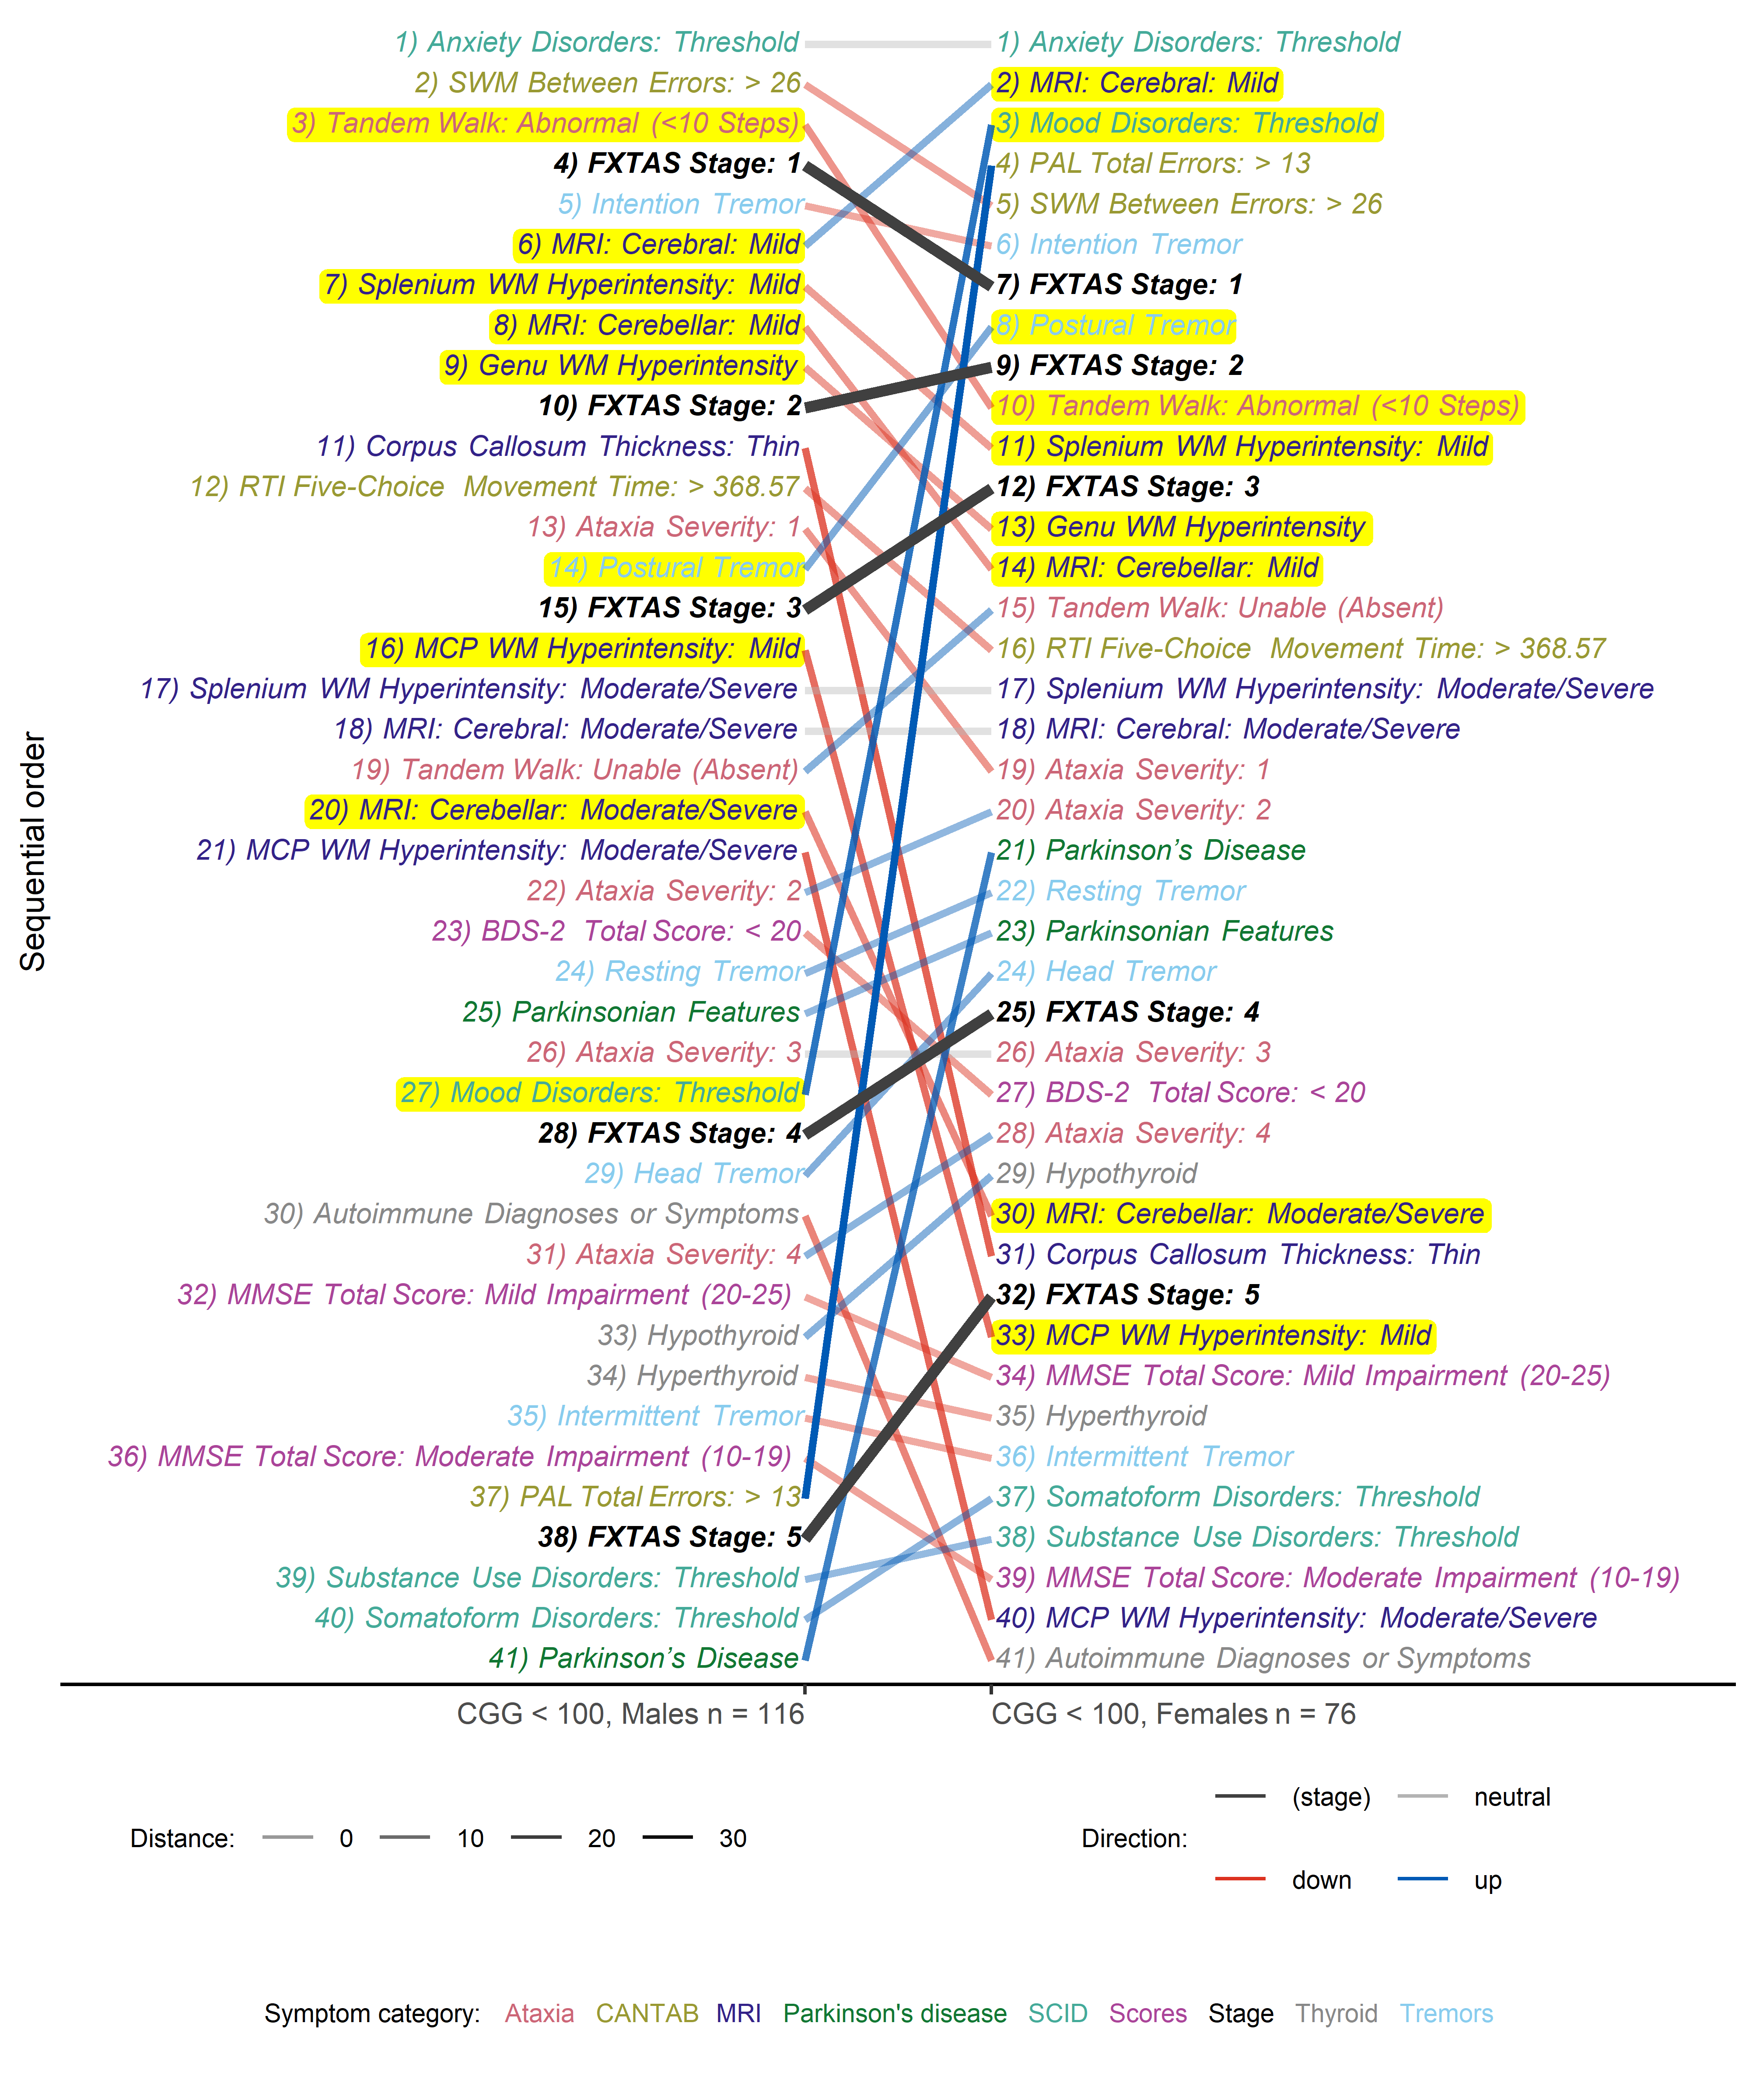 Sequential order
1) Anxiety Disorders: Threshold
2) SWM Between Errors: > 26
3) Tandem Walk: Abnormal (<10 Steps)
4) FXTAS Stage: 1
5) Intention Tremor
6) MRI: Cerebral: Mild
7) Splenium WM Hyperintensity: Mild
8) MRI: Cerebellar: Mild
9) Genu WM Hyperintensity
10) FXTAS Stage: 2
11) Corpus Callosum Thickness: Thin
12) RTI Five-Choice Movement Time: > 368.57
13) Ataxia Severity: 1
14) Postural Tremor
15) FXTAS Stage: 3
16) MCP WM Hyperintensity: Mild
17) Splenium WM Hyperintensity: Moderate/Severe
18) MRI: Cerebral: Moderate/Severe
19) Tandem Walk: Unable (Absent)
20) MRI: Cerebellar: Moderate/Severe
21) MCP WM Hyperintensity: Moderate/Severe
22) Ataxia Severity: 2
23) BDS-2 Total Score: < 20
24) Resting Tremor
25) Parkinsonian Features
26) Ataxia Severity: 3
27) Mood Disorders: Threshold
28) FXTAS Stage: 4
29) Head Tremor
30) Autoimmune Diagnoses or Symptoms
31) Ataxia Severity: 4
32) MMSE Total Score: Mild Impairment (20-25)
33) Hypothyroid
34) Hyperthyroid
35) Intermittent Tremor
36) MMSE Total Score: Moderate Impairment (10-19)
37) PAL Total Errors: > 13
38) FXTAS Stage: 5
39) Substance Use Disorders: Threshold
40) Somatoform Disorders: Threshold
41) Parkinson's Disease
CGG < 100, Males n = 116
1) Anxiety Disorders: Threshold
2) MRI: Cerebral: Mild
3) Mood Disorders: Threshold
4) PAL Total Errors: > 13
5) SWM Between Errors: > 26
6) Intention Tremor
7) FXTAS Stage: 1
8) Postural Tremor
9) FXTAS Stage: 2
10) Tandem Walk: Abnormal (<10 Steps)
11) Splenium WM Hyperintensity: Mild
12) FXTAS Stage: 3
13) Genu WM Hyperintensity
14) MRI: Cerebellar: Mild
15) Tandem Walk: Unable (Absent)
16) RTI Five-Choice Movement Time: > 368.57
17) Splenium WM Hyperintensity: Moderate/Severe
18) MRI: Cerebral: Moderate/Severe
19) Ataxia Severity: 1
20) Ataxia Severity: 2
21) Parkinson's Disease
22) Resting Tremor
23) Parkinsonian Features
24) Head Tremor
25) FXTAS Stage: 4
26) Ataxia Severity: 3
27) BDS-2 Total Score: < 20
28) Ataxia Severity: 4
29) Hypothyroid
30) MRI: Cerebellar: Moderate/Severe
31) Corpus Callosum Thickness: Thin
32) FXTAS Stage: 5
33) MCP WM Hyperintensity: Mild
34) MMSE Total Score: Mild Impairment (20-25)
35) Hyperthyroid
36) Intermittent Tremor
37) Somatoform Disorders: Threshold
38) Substance Use Disorders: Threshold
39) MMSE Total Score: Moderate Impairment (10-19)
40) MCP WM Hyperintensity: Moderate/Severe
41) Autoimmune Diagnoses or Symptoms
CGG < 100, Females n = 76
Distance: 0 10 20 30
Direction:
(stage) neutral
down up
Symptom category: Ataxia CANTAB MRI Parkinson's disease SCID Scores Stage Thyroid Tremors